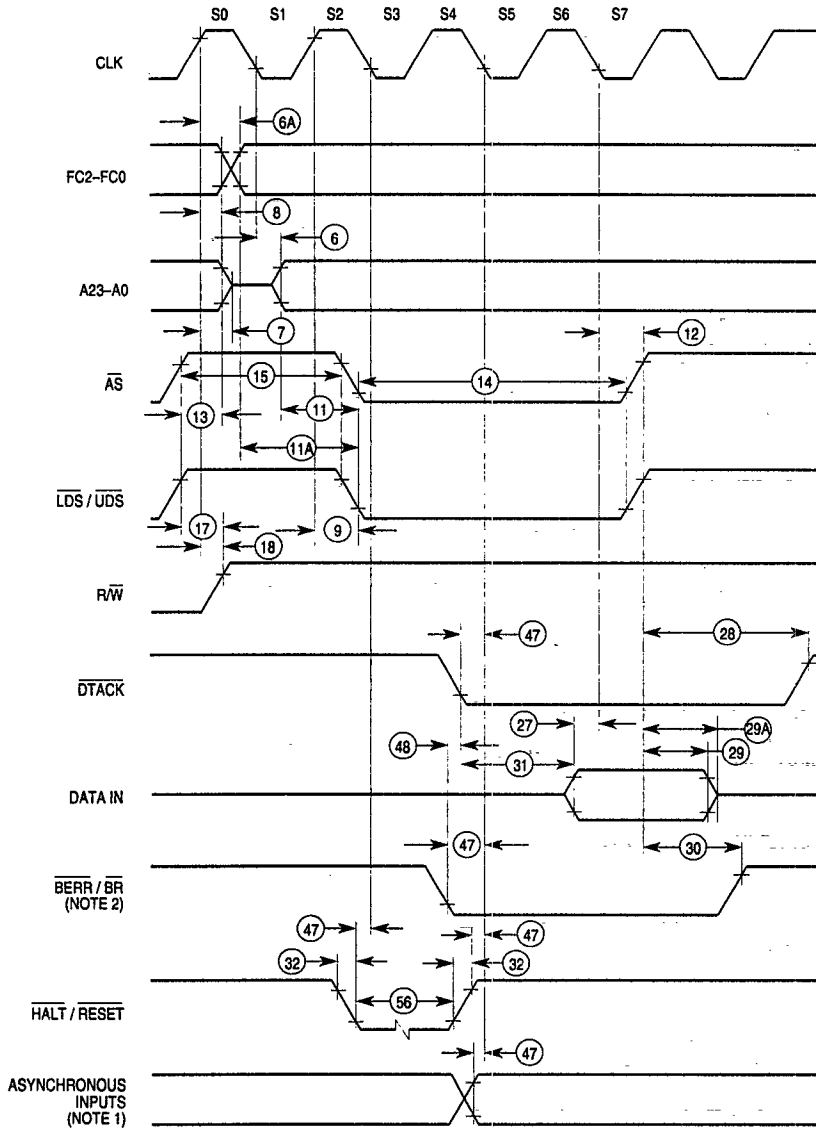 S0 S1 S2 S3 S4 S5 S6 S7
CLK
6A
FC2–FC0
8
6
A23–A0
7
12
AS
15
14
13
11
11A
LDS / UDS
17
9
18
R/W
47
28
DTACK
27
29A
48
31
29
DATA IN
47
30
BERR / BR
(NOTE 2)
47
47
32
32
56
HALT / RESET
47
ASYNCHRONOUS
INPUTS
(NOTE 1)